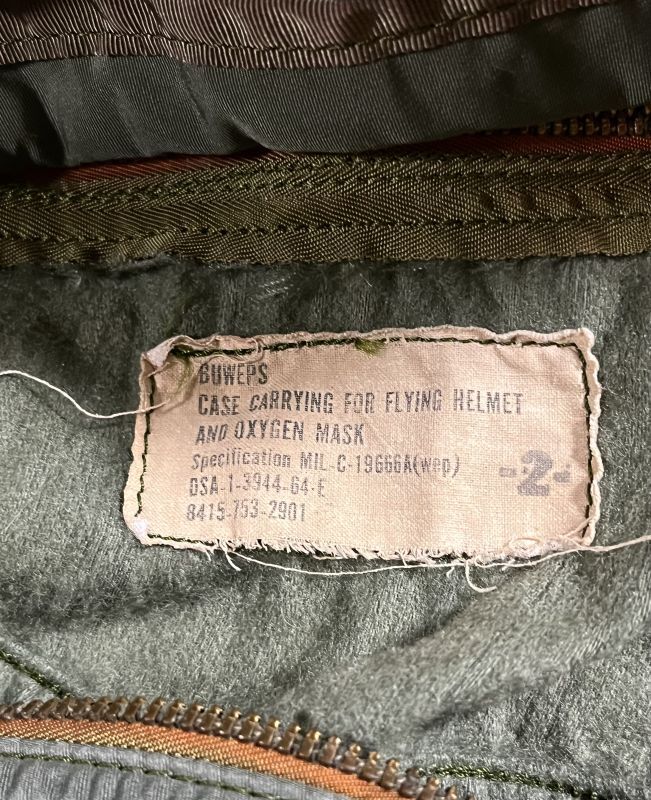 BUWEPS
CASE CARRYING FOR FLYING HELMET
AND OXYGEN MASK
Specification MIL-C-19666A(wep)
DSA-1-3944-64-E
8415-753-2901
-2-